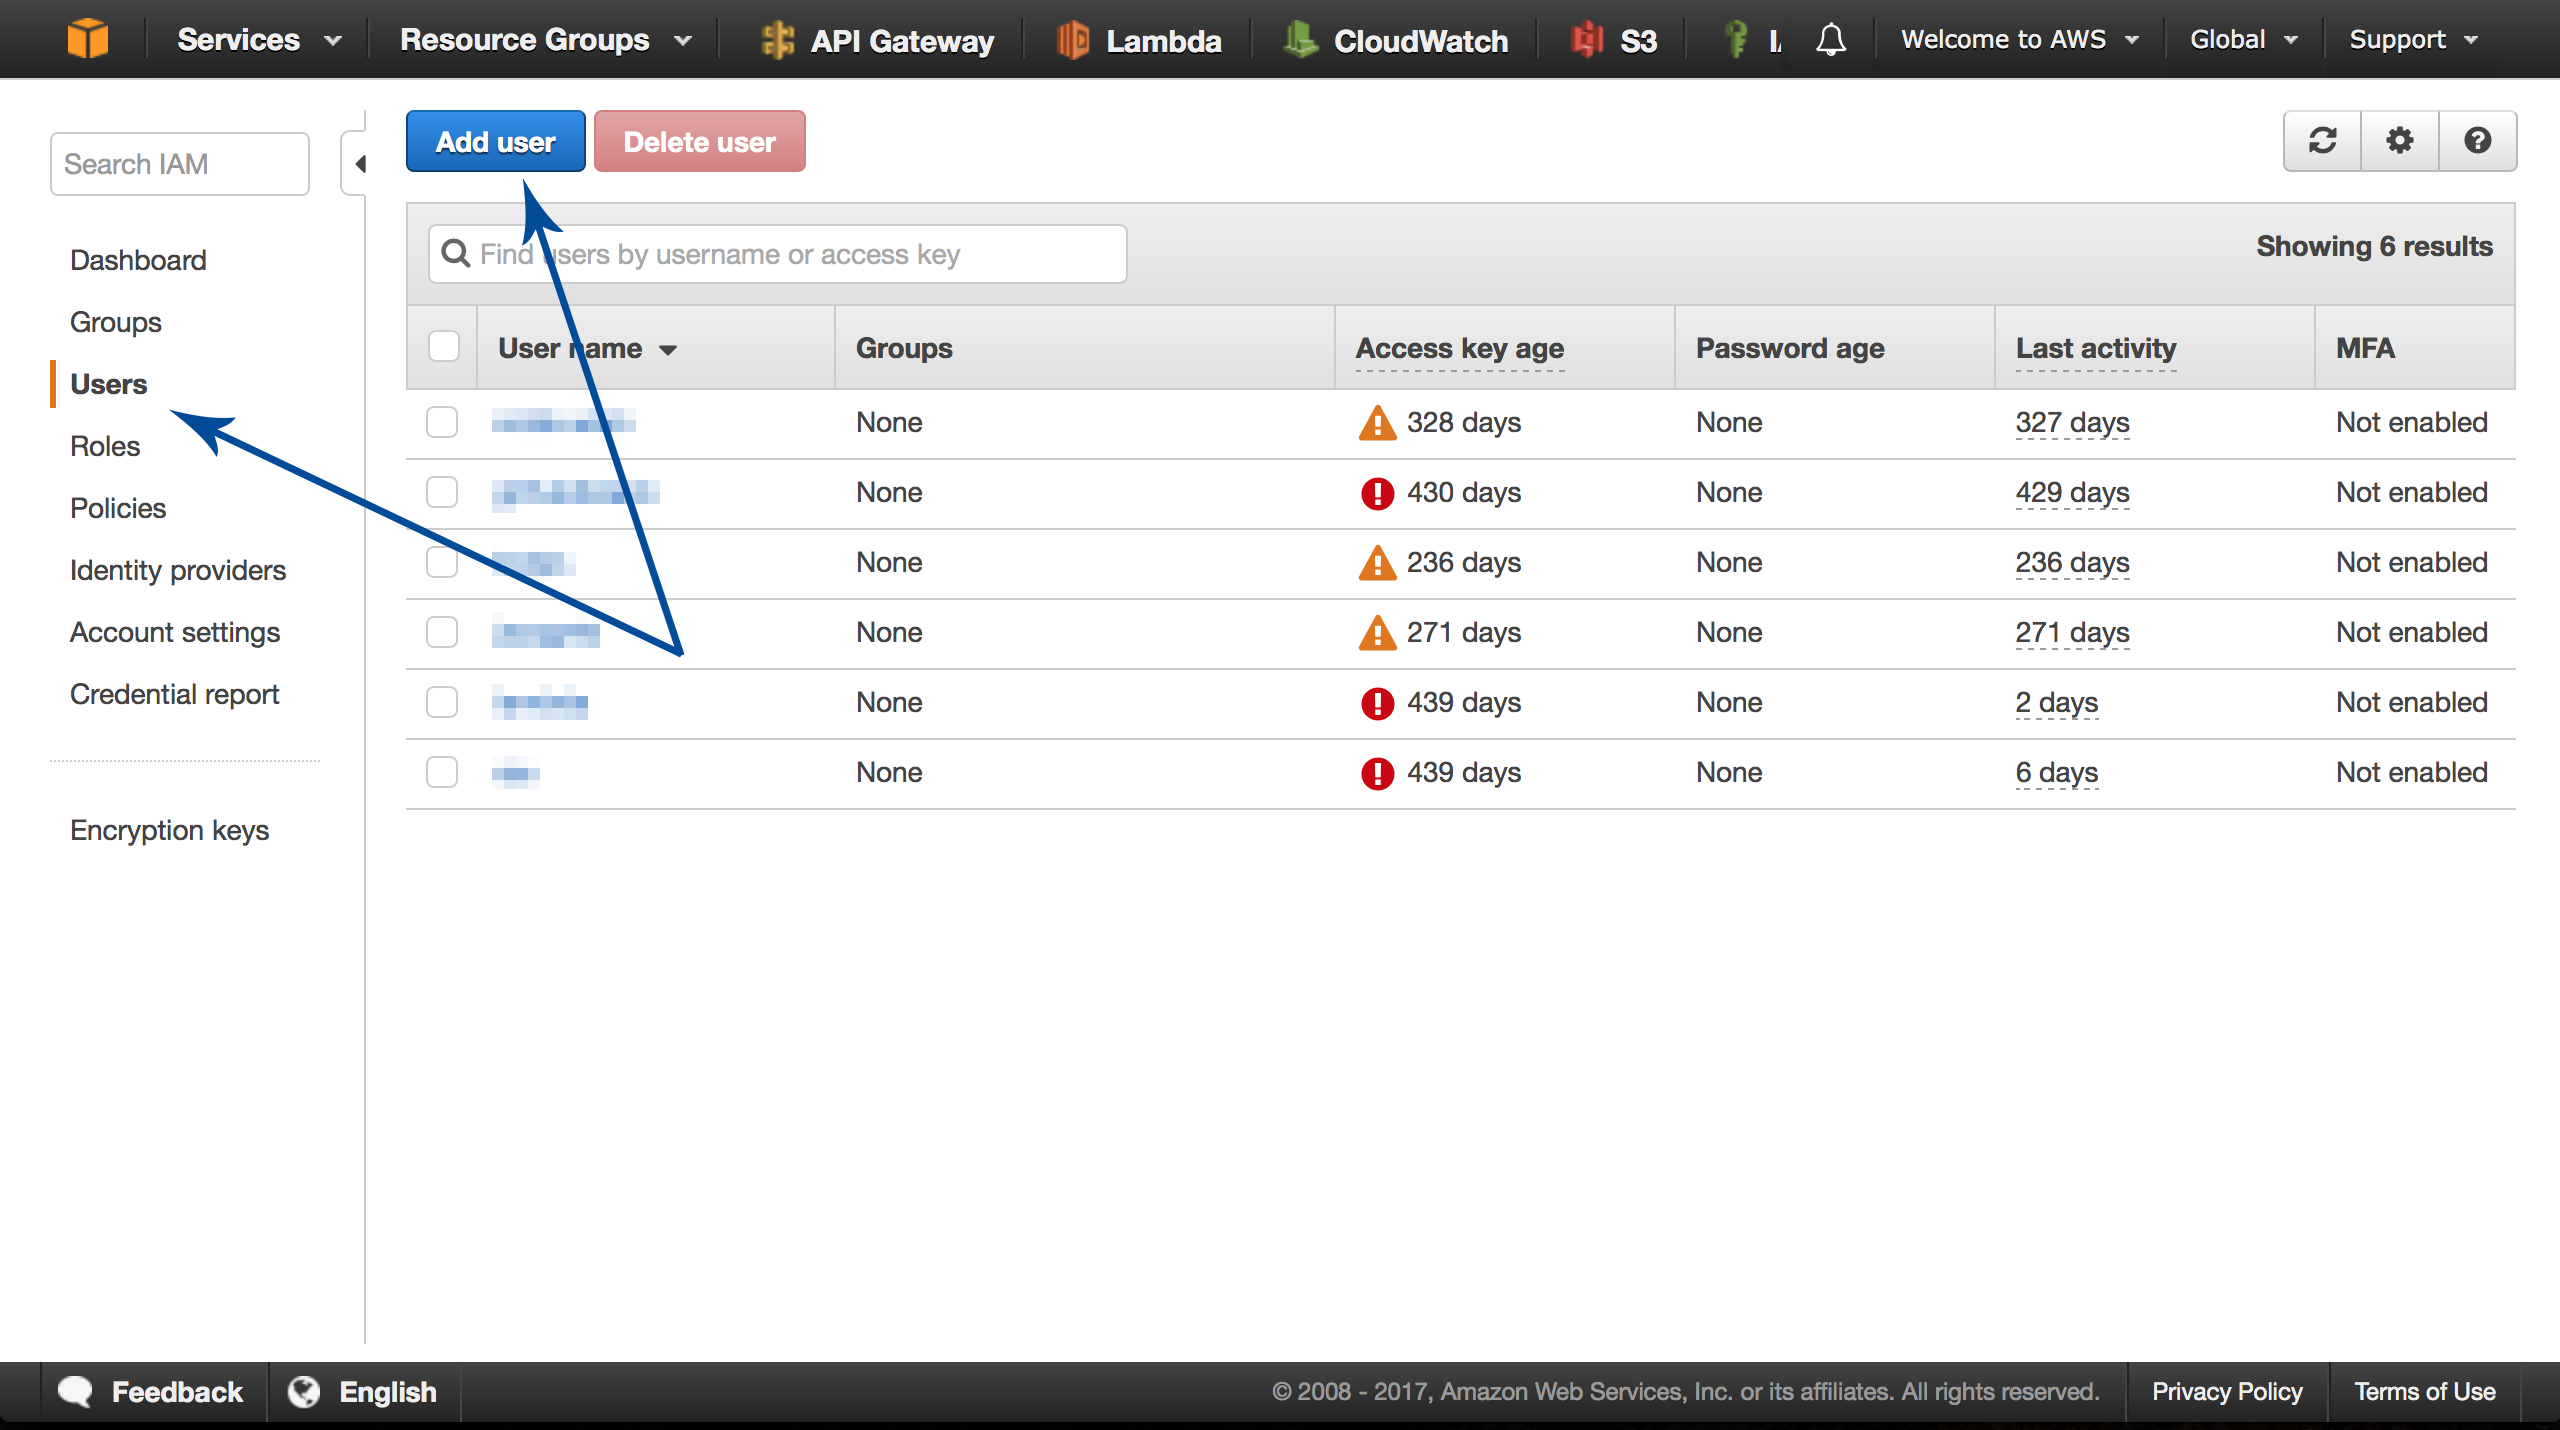 Services Resource Groups API Gateway Lambda CloudWatch S3 Welcome to AWS Global Support
Search IAM
Dashboard
Groups
Users
Roles
Policies
Identity providers
Account settings
Credential report
Encryption keys
Add user Delete user
Find users by username or access key Showing 6 results
User name Groups Access key age Password age Last activity MFA
None 328 days None 327 days Not enabled
None 430 days None 429 days Not enabled
None 236 days None 236 days Not enabled
None 271 days None 271 days Not enabled
None 439 days None 2 days Not enabled
None 439 days None 6 days Not enabled
Feedback English © 2008 - 2017, Amazon Web Services, Inc. or its affiliates. All rights reserved. Privacy Policy Terms of Use